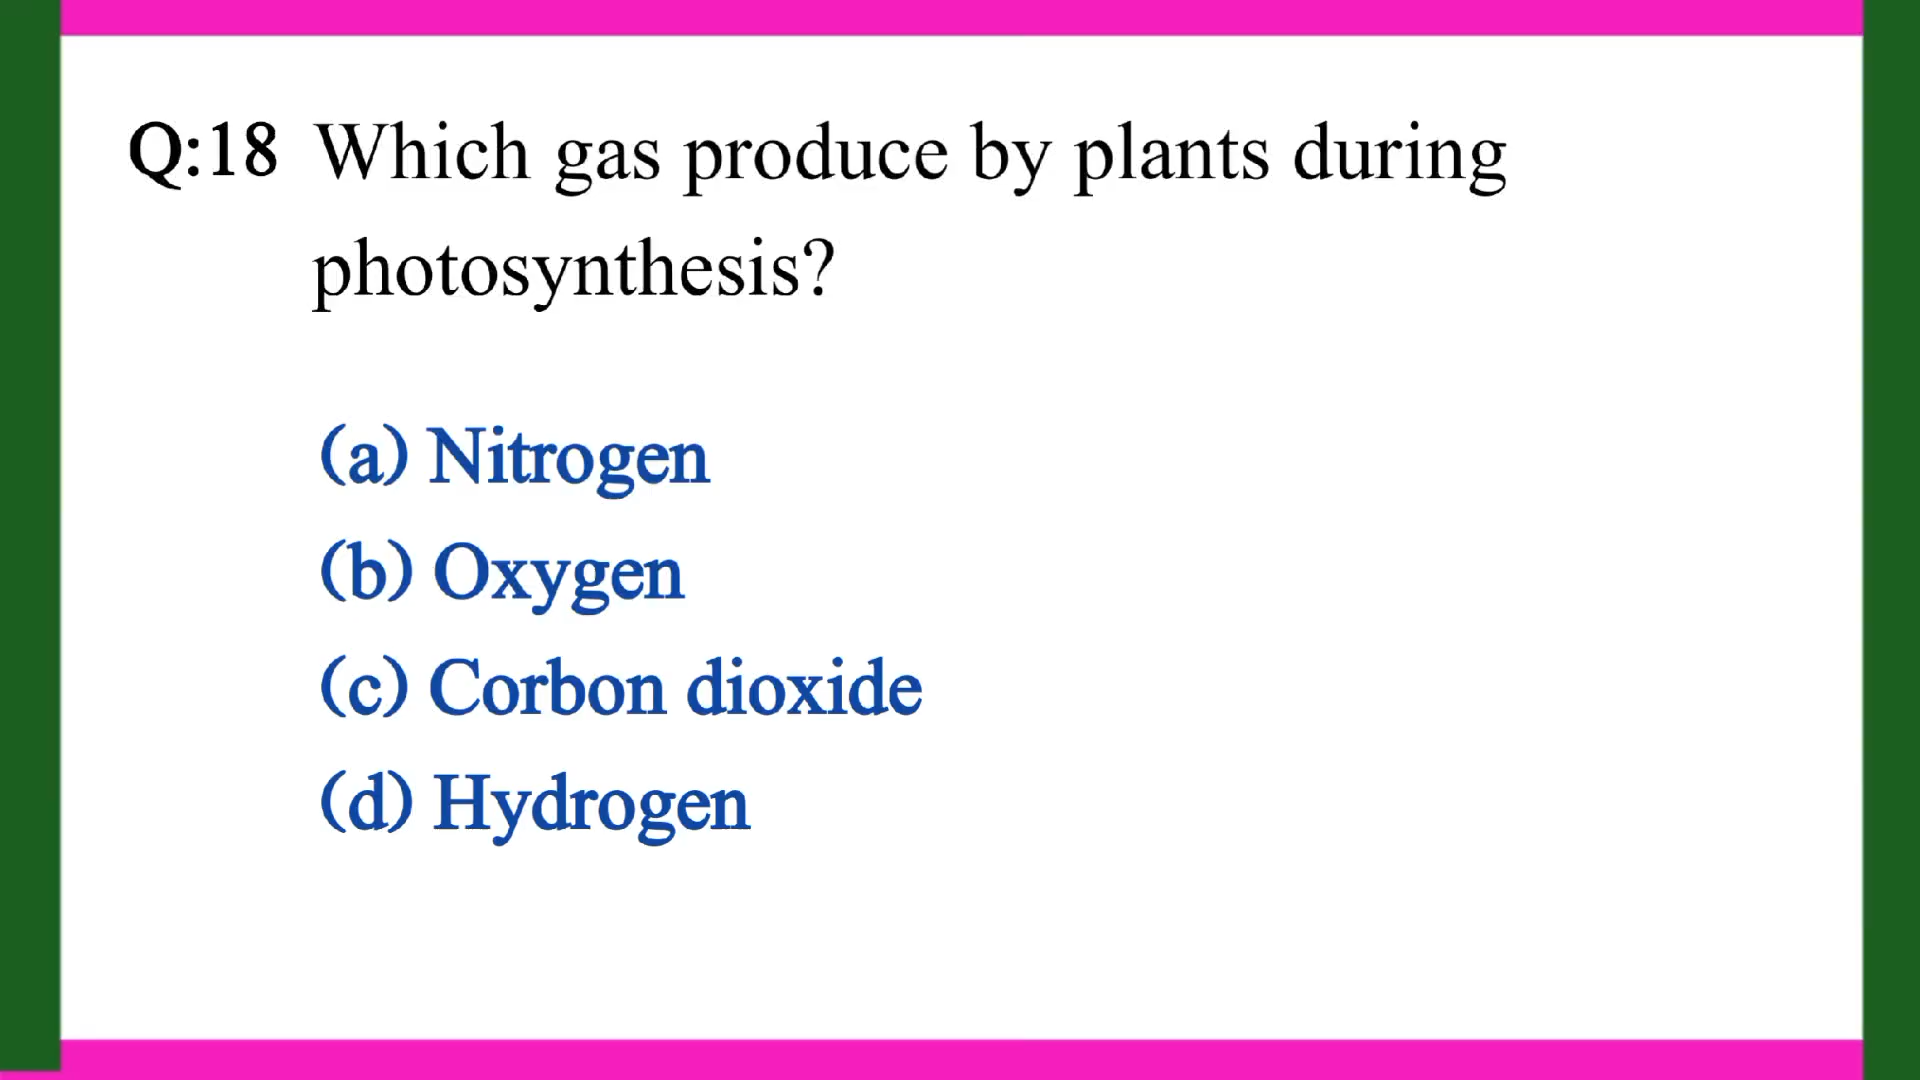 Q:18 Which gas produce by plants during
photosynthesis?
(a) Nitrogen
(b) Oxygen
(c) Corbon dioxide
(d) Hydrogen